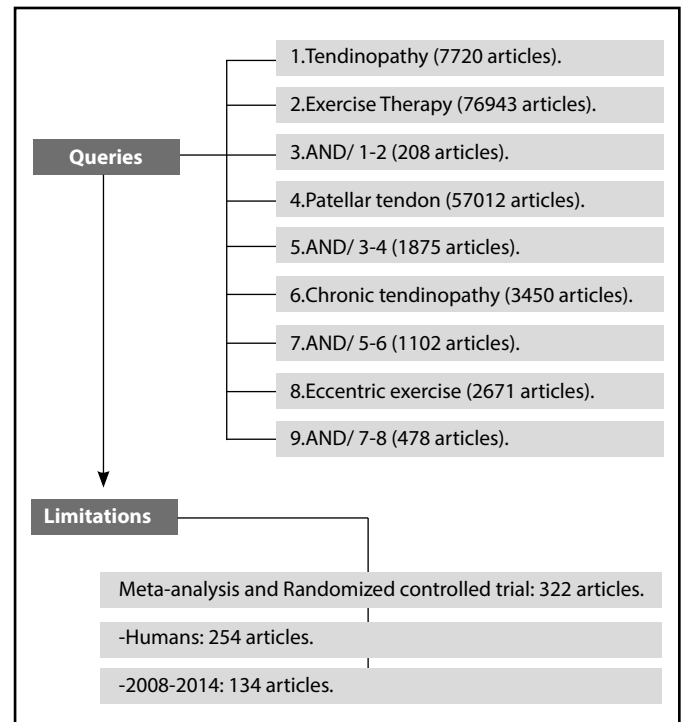 Queries
1.Tendinopathy (7720 articles).
2.Exercise Therapy (76943 articles).
3.AND/ 1-2 (208 articles).
4.Patellar tendon (57012 articles).
5.AND/ 3-4 (1875 articles).
6.Chronic tendinopathy (3450 articles).
7.AND/ 5-6 (1102 articles).
8.Eccentric exercise (2671 articles).
9.AND/ 7-8 (478 articles).
Limitations
Meta-analysis and Randomized controlled trial: 322 articles.
-Humans: 254 articles.
-2008-2014: 134 articles.